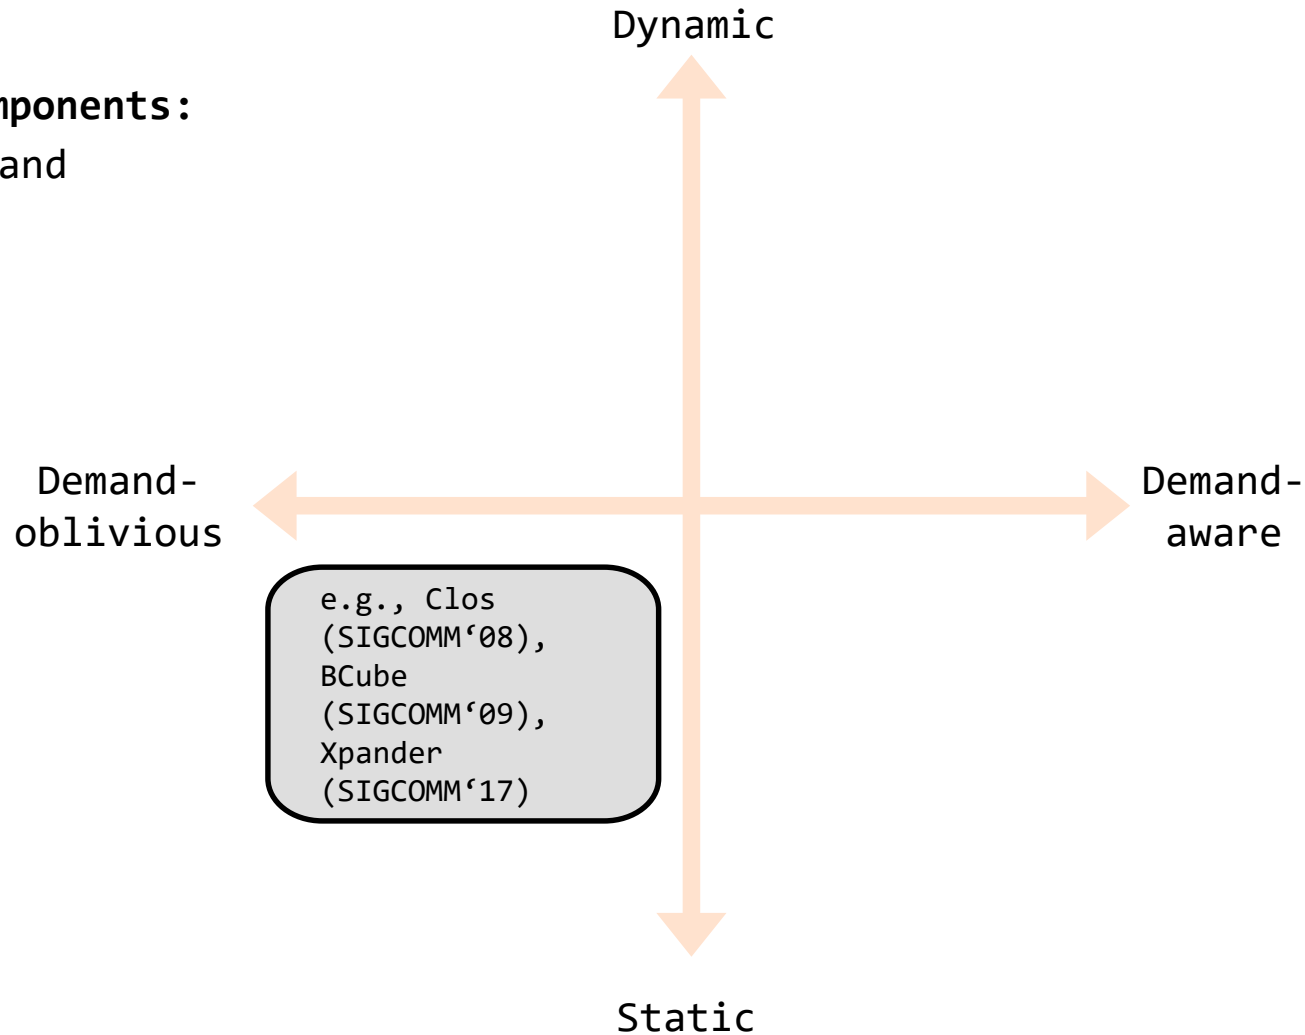 Dynamic
mponents:
and
Demand-
oblivious
Demand-
aware
e.g., Clos
(SIGCOMM‘08),
BCube
(SIGCOMM‘09),
Xpander
(SIGCOMM‘17)
Static